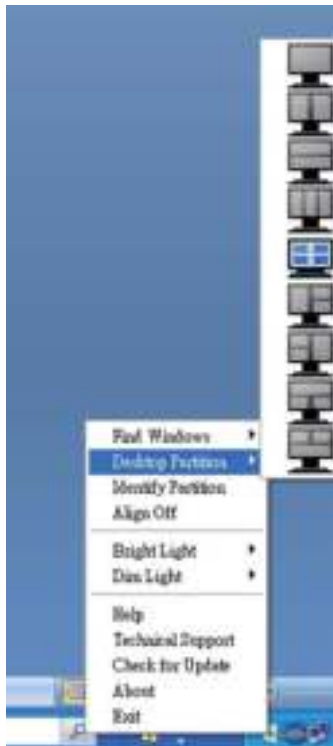 Find Windows
Desktop Partition
Identify Partition
Align Off
Bright Light
Dim Light
Help
Technical Support
Check for Update
About
Exit